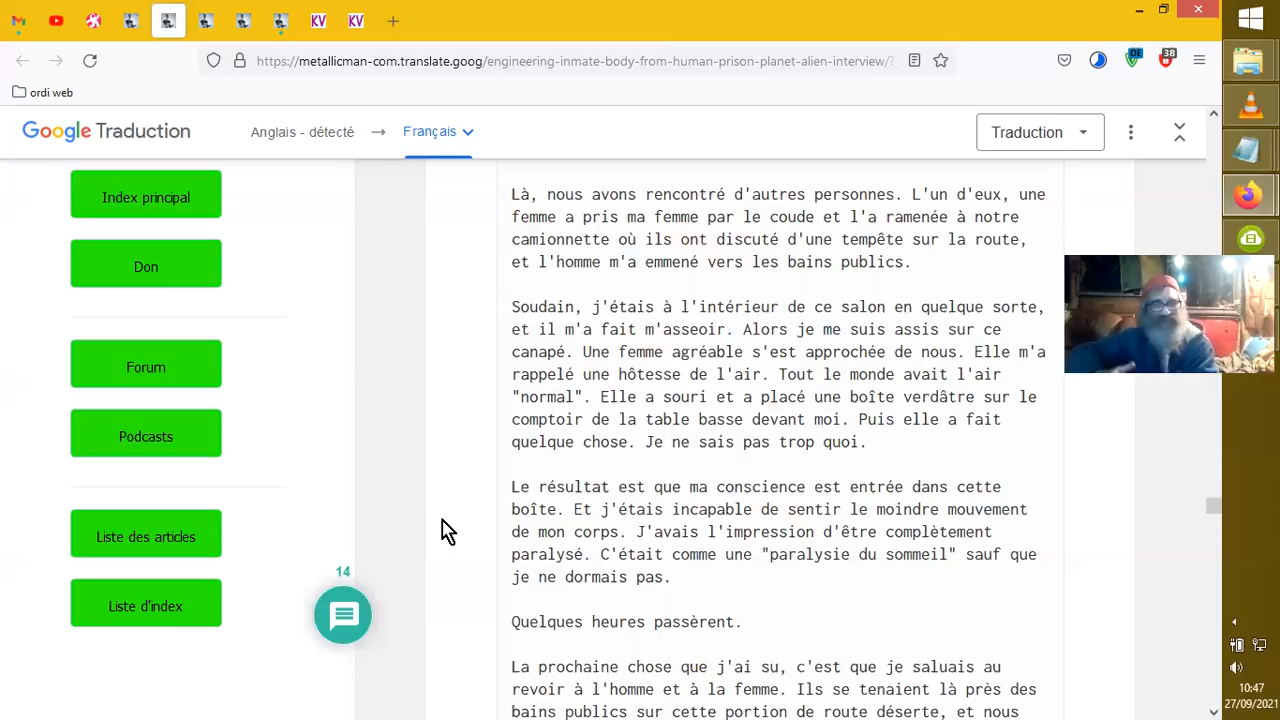 KV
KV
https://metallicman-com.translate.goog/engineering-inmate-body-from-human-prison-planet-alien-interview/?
DE
38
ordi web
Google Traduction
Anglais - détecté
Français
Traduction
Index principal
Don
Forum
Podcasts
Liste des articles
Liste d'index
14
Là, nous avons rencontré d'autres personnes. L'un d'eux, une
femme a pris ma femme par le coude et l'a ramenée à notre
camionnette où ils ont discuté d'une tempête sur la route,
et l'homme m'a emmené vers les bains publics.
Soudain, j'étais à l'intérieur de ce salon en quelque sorte,
et il m'a fait m'asseoir. Alors je me suis assis sur ce
canapé. Une femme agréable s'est approchée de nous. Elle m'a
rappelé une hôtesse de l'air. Tout le monde avait l'air
"normal". Elle a souri et a placé une boîte verdâtre sur le
comptoir de la table basse devant moi. Puis elle a fait
quelque chose. Je ne sais pas trop quoi.
Le résultat est que ma conscience est entrée dans cette
boîte. Et j'étais incapable de sentir le moindre mouvement
de mon corps. J'avais l'impression d'être complètement
paralysé. C'était comme une "paralysie du sommeil" sauf que
je ne dormais pas.
Quelques heures passèrent.
La prochaine chose que j'ai su, c'est que je saluais au
revoir à l'homme et à la femme. Ils se tenaient là près des
bains publics sur cette portion de route déserte, et nous
10:47
27/09/2021